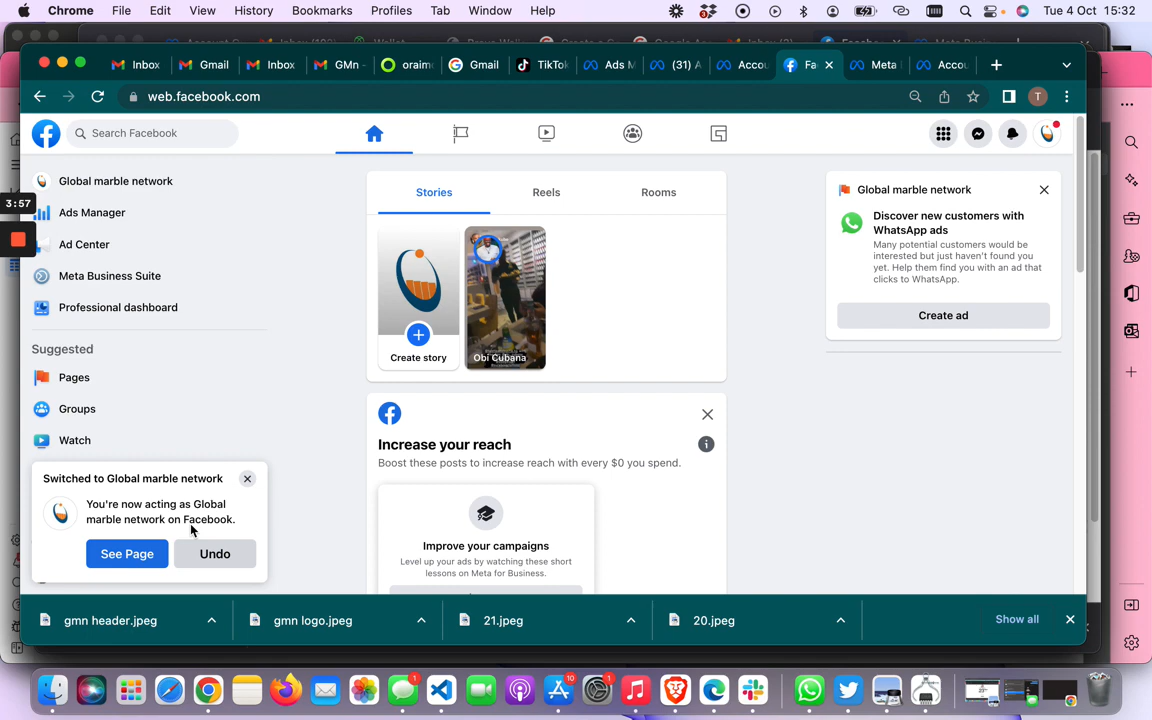 Chrome File Edit View History Bookmarks Profiles Tab Window Help Tue 4 Oct 15:32
Inbox Gmail Inbox GMn - oraim Gmail TikTo Ads M (31) A Accou Fa Meta Accou
web.facebook.com T
Search Facebook
3:57
Global marble network
Ads Manager
Ad Center
Meta Business Suite
Professional dashboard
Suggested
Pages
Groups
Watch
Switched to Global marble network
You're now acting as Global
marble network on Facebook.
See Page Undo
Stories Reels Rooms
Create story
Obi Cubana
Increase your reach
Boost these posts to increase reach with every $0 you spend.
Improve your campaigns
Level up your ads by watching these short
lessons on Meta for Business.
Global marble network
Discover new customers with
WhatsApp ads
Many potential customers would be
interested but just haven't found you
yet. Help them find you with an ad that
clicks to WhatsApp.
Create ad
gmn header.jpeg gmn logo.jpeg 21.jpeg 20.jpeg Show all
1 10 1